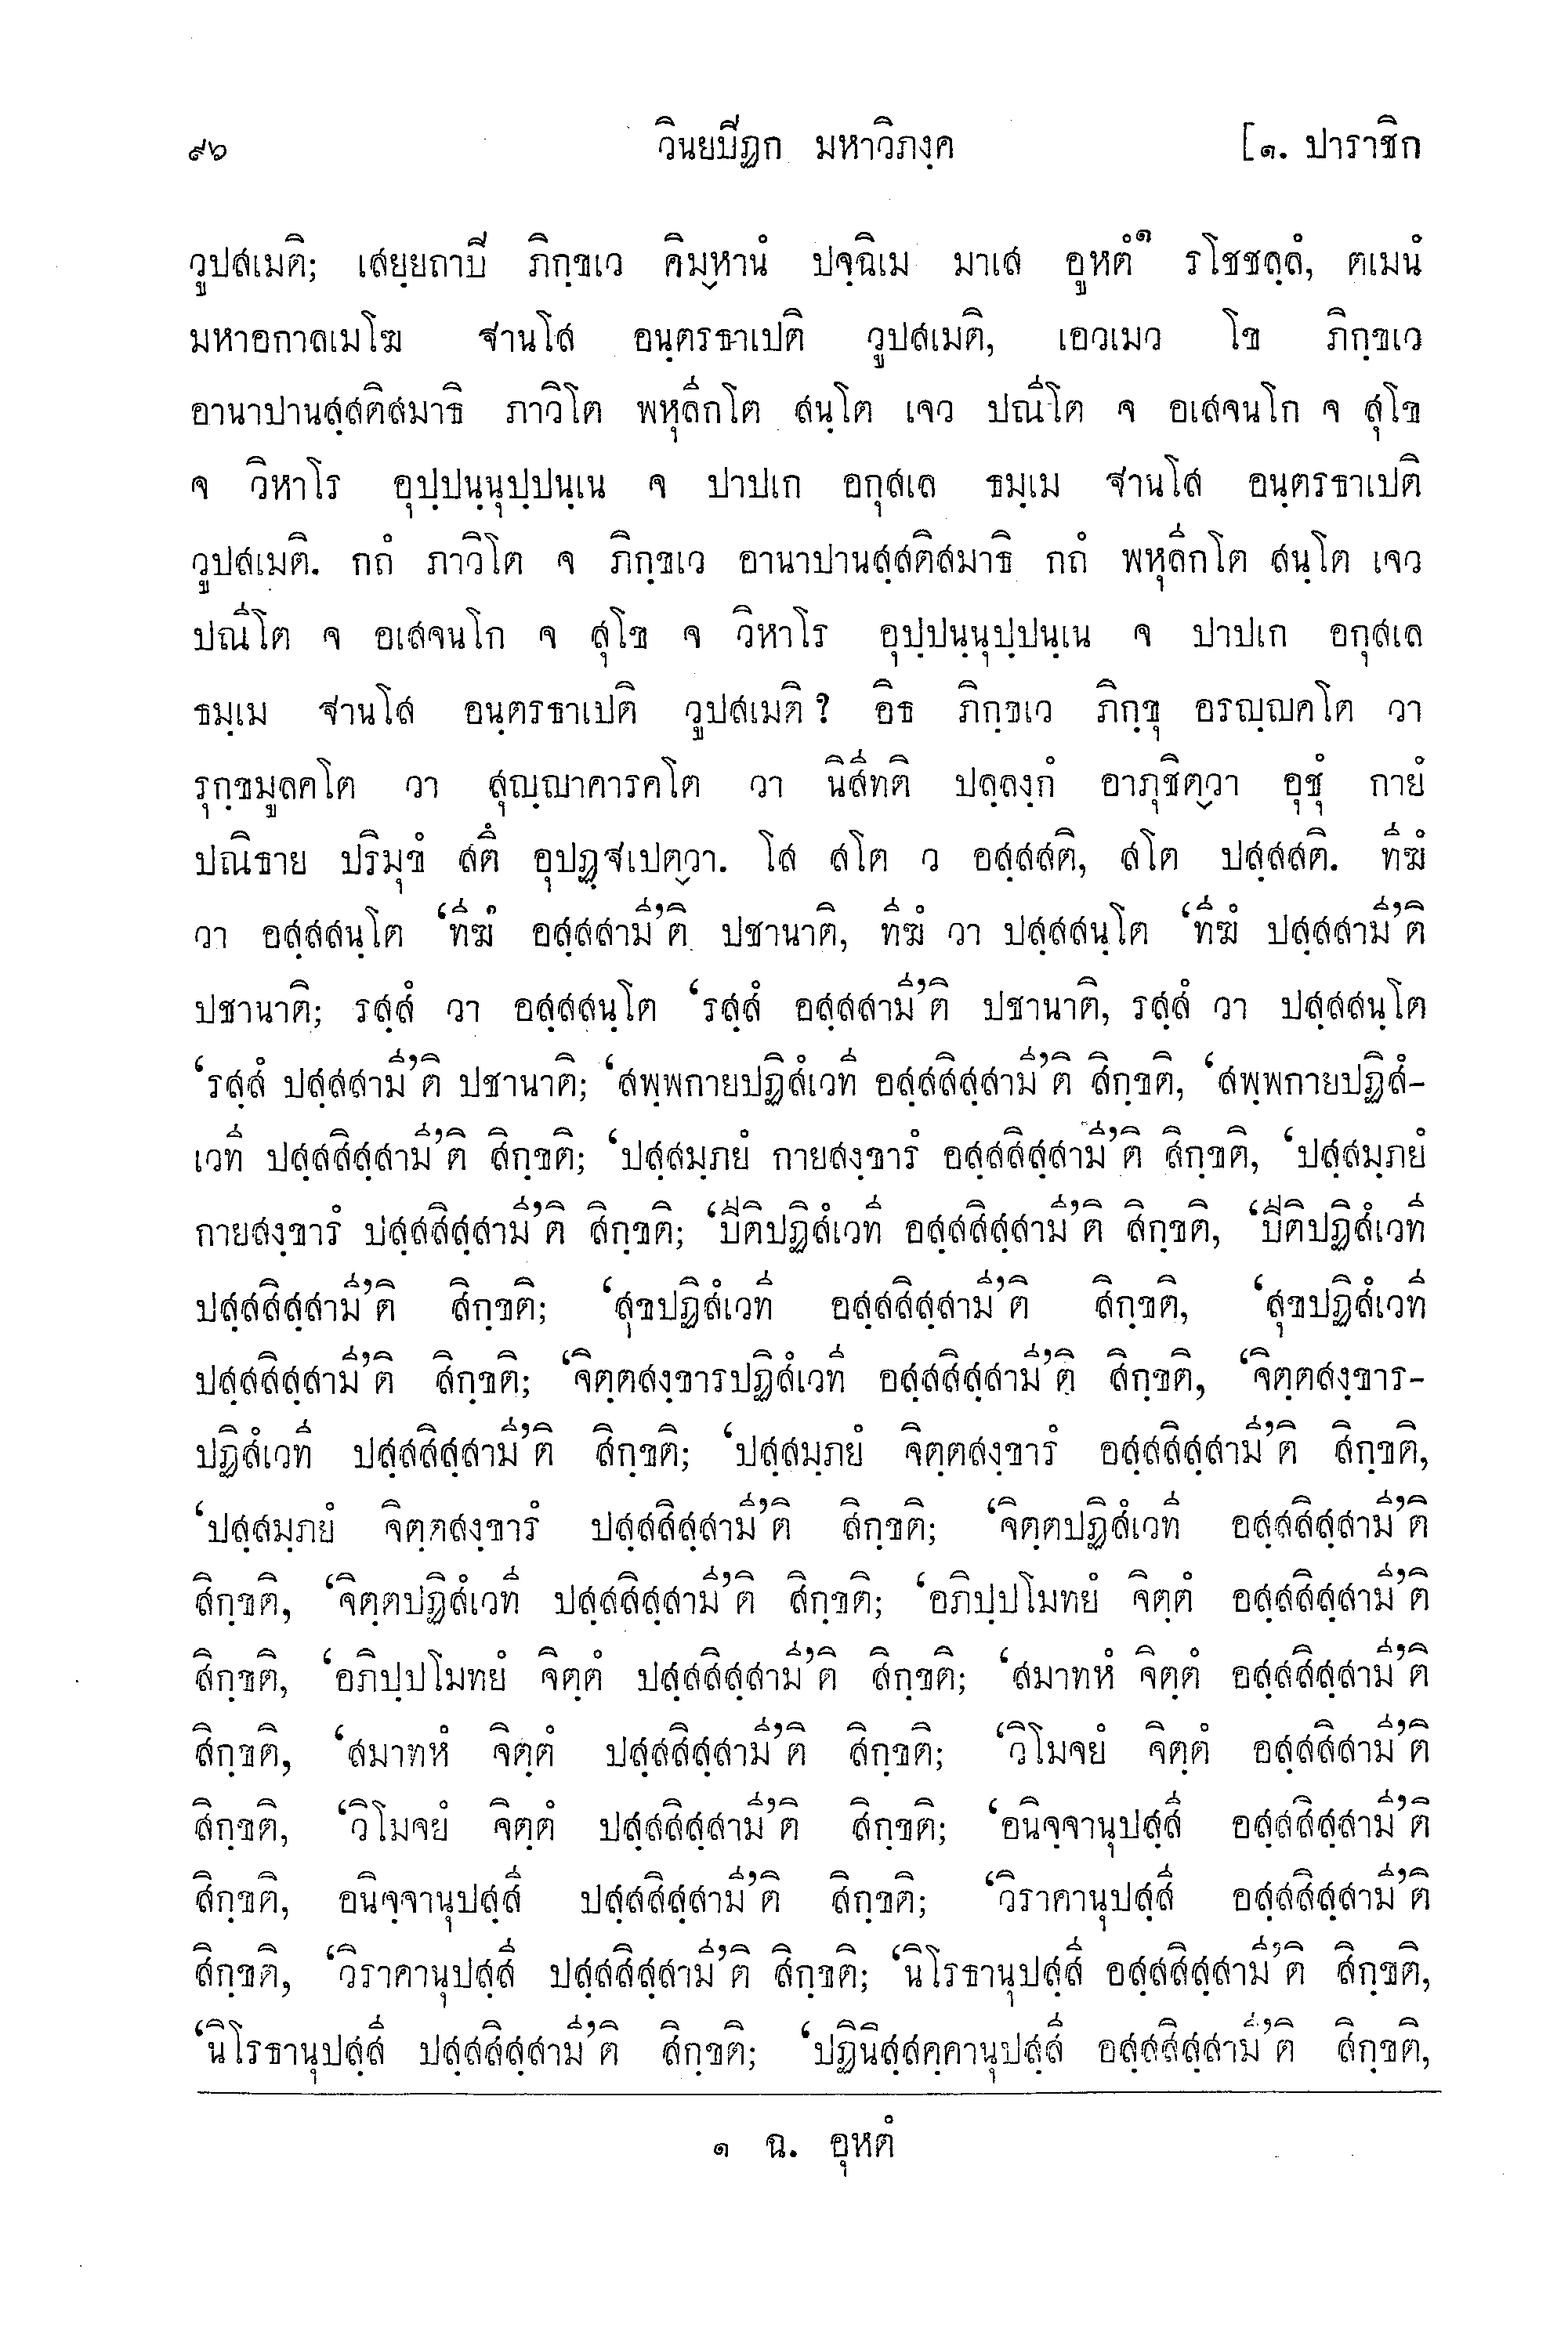 ๙๖ วินยปิฏก มหาวิภงฺค [๑. ปาราชิก
วูปสเมติ; เสยฺยถาปิ ภิกฺขเว คิมฺหานํ ปจฺฉิเม มาเส อูหตํ๑ รโชชลฺลํ, ตเมนํ
มหาอกาลเมโฆ ฐานโส อนฺตรธาเปติ วูปสเมติ, เอวเมว โข ภิกฺขเว
อานาปานสฺสติสมาธิ ภาวิโต พหุลีกโต สนฺโต เจว ปณีโต จ อเสจนโก จ สุโข
จ วิหาโร อุปฺปนฺนุปฺปนฺเน จ ปาปเก อกุสเล ธมฺเม ฐานโส อนฺตรธาเปติ
วูปสเมติ. กถํ ภาวิโต จ ภิกฺขเว อานาปานสฺสติสมาธิ กถํ พหุลีกโต สนฺโต เจว
ปณีโต จ อเสจนโก จ สุโข จ วิหาโร อุปฺปนฺนุปฺปนฺเน จ ปาปเก อกุสเล
ธมฺเม ฐานโส อนฺตรธาเปติ วูปสเมติ? อิธ ภิกฺขเว ภิกฺขุ อรญฺญคโต วา
รุกฺขมูลคโต วา สุญฺญาคารคโต วา นิสีทติ ปลฺลงฺกํ อาภุชิตฺวา อุชุํ กายํ
ปณิธาย ปริมุขํ สตึ อุปฏฺฐเปตฺวา. โส สโต ว อสฺสสติ, สโต ปสฺสสติ. ทีฆํ
วา อสฺสสนฺโต ‘ทีฆํ อสฺสสามี’ติ ปชานาติ, ทีฆํ วา ปสฺสสนฺโต ‘ทีฆํ ปสฺสสามี’ติ
ปชานาติ; รสฺสํ วา อสฺสสนฺโต ‘รสฺสํ อสฺสสามี’ติ ปชานาติ, รสฺสํ วา ปสฺสสนฺโต
‘รสฺสํ ปสฺสสามี’ติ ปชานาติ; ‘สพฺพกายปฏิสํเวที อสฺสสิสฺสามี’ติ สิกฺขติ, ‘สพฺพกายปฏิสํ-
เวที ปสฺสสิสฺสามี’ติ สิกฺขติ; ‘ปสฺสมฺภยํ กายสงฺขารํ อสฺสสิสฺสามี’ติ สิกฺขติ, ‘ปสฺสมฺภยํ
กายสงฺขารํ ปสฺสสิสฺสามี’ติ สิกฺขติ; ‘ปีติปฏิสํเวที อสฺสสิสฺสามี’ติ สิกฺขติ, ‘ปีติปฏิสํเวที
ปสฺสสิสฺสามี’ติ สิกฺขติ; ‘สุขปฏิสํเวที อสฺสสิสฺสามี’ติ สิกฺขติ, ‘สุขปฏิสํเวที
ปสฺสสิสฺสามี’ติ สิกฺขติ; ‘จิตฺตสงฺขารปฏิสํเวที อสฺสสิสฺสามี’ติ สิกฺขติ, ‘จิตฺตสงฺขาร-
ปฏิสํเวที ปสฺสสิสฺสามี’ติ สิกฺขติ; ‘ปสฺสมฺภยํ จิตฺตสงฺขารํ อสฺสสิสฺสามี’ติ สิกฺขติ,
‘ปสฺสมฺภยํ จิตฺตสงฺขารํ ปสฺสสิสฺสามี’ติ สิกฺขติ; ‘จิตฺตปฏิสํเวที อสฺสสิสฺสามี’ติ
สิกฺขติ, ‘จิตฺตปฏิสํเวที ปสฺสสิสฺสามี’ติ สิกฺขติ; ‘อภิปฺปโมทยํ จิตฺตํ อสฺสสิสฺสามี’ติ
สิกฺขติ, ‘อภิปฺปโมทยํ จิตฺตํ ปสฺสสิสฺสามี’ติ สิกฺขติ; ‘สมาทหํ จิตฺตํ อสฺสสิสฺสามี’ติ
สิกฺขติ, ‘สมาทหํ จิตฺตํ ปสฺสสิสฺสามี’ติ สิกฺขติ; ‘วิโมจยํ จิตฺตํ อสฺสสิสามี’ติ
สิกฺขติ, ‘วิโมจยํ จิตฺตํ ปสฺสสิสฺสามี’ติ สิกฺขติ; ‘อนิจฺจานุปสฺสี อสฺสสิสฺสามี’ติ
สิกฺขติ, อนิจฺจานุปสฺสี ปสฺสสิสฺสามี’ติ สิกฺขติ; ‘วิราคานุปสฺสี อสฺสสิสฺสามี’ติ
สิกฺขติ, ‘วิราคานุปสฺสี ปสฺสสิสฺสามี’ติ สิกฺขติ; ‘นิโรธานุปสฺสี อสฺสสิสฺสามี’ติ สิกฺขติ,
‘นิโรธานุปสฺสี ปสฺสสิสฺสามี’ติ สิกฺขติ; ‘ปฏินิสฺสคฺคานุปสฺสี อสฺสสิสฺสามี’ติ สิกฺขติ,
๑ ฉ. อุหตํ